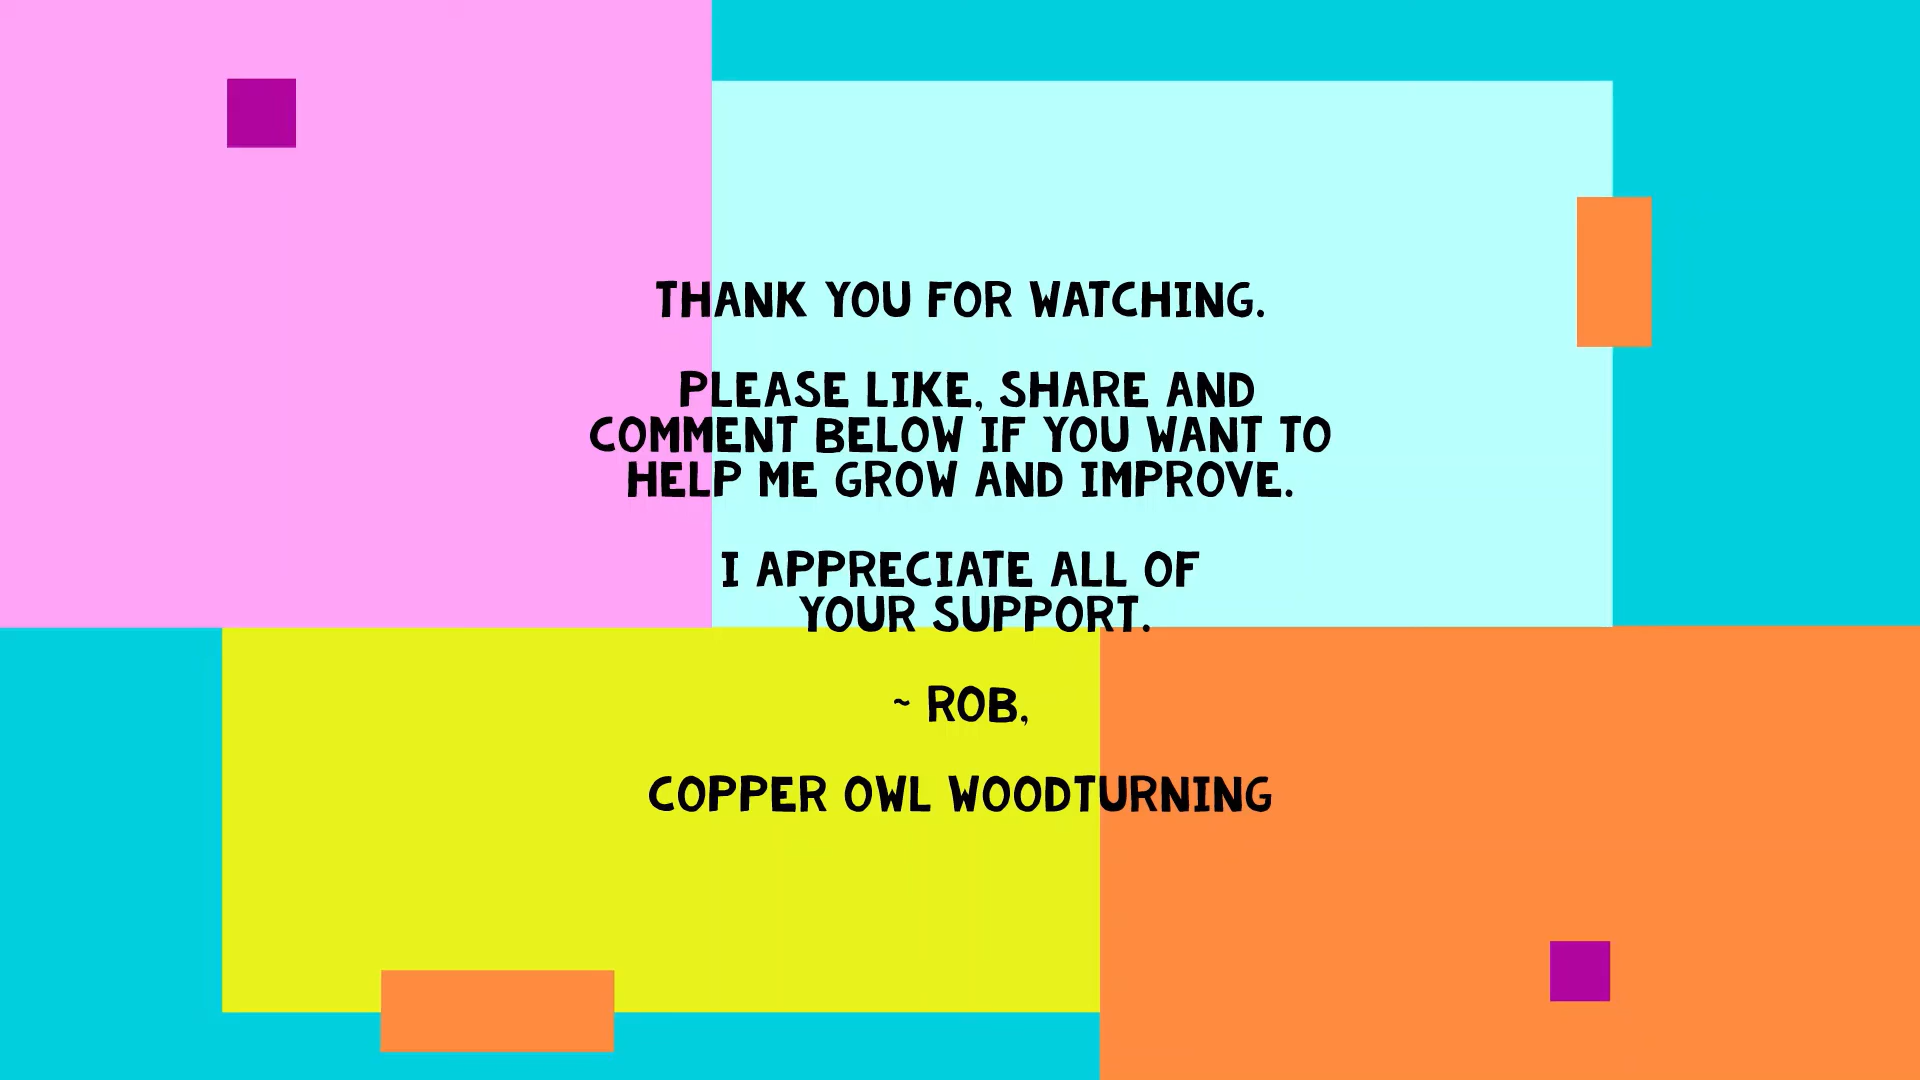 THANK YOU FOR WATCHING.
PLEASE LIKE, SHARE AND
COMMENT BELOW IF YOU WANT TO
HELP ME GROW AND IMPROVE.
I APPRECIATE ALL OF
YOUR SUPPORT.
~ ROB,
COPPER OWL WOODTURNING